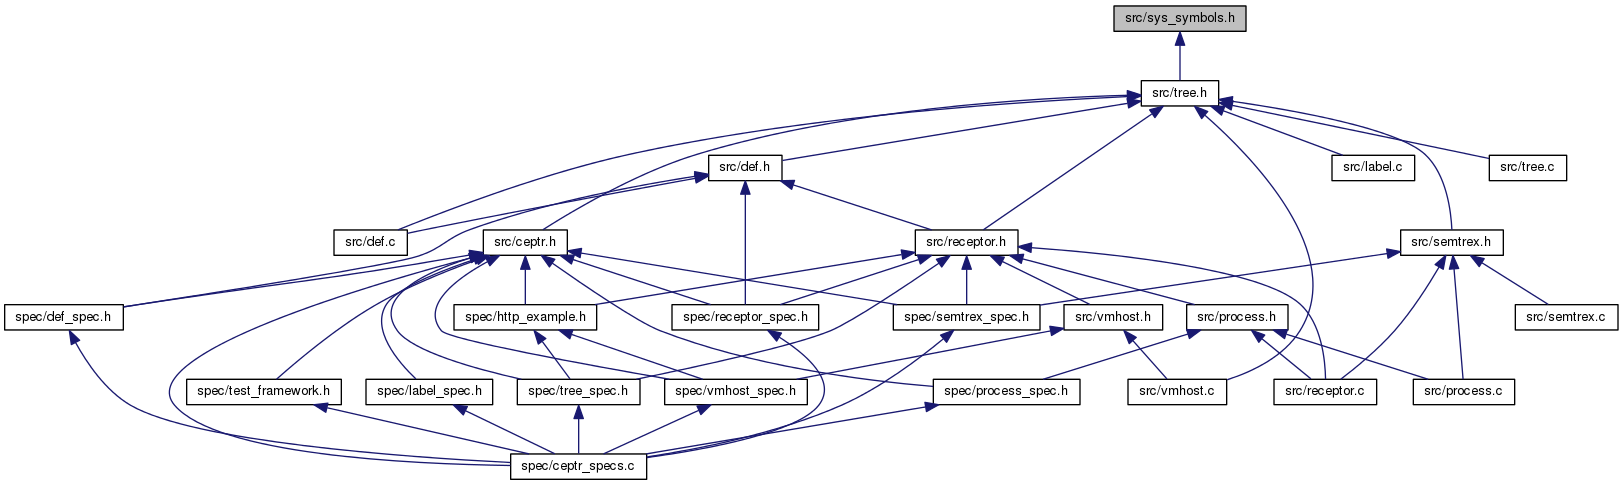 src/sys_symbols.h
src/tree.h
src/def.h
src/label.c
src/tree.c
src/def.c
src/ceptr.h
src/receptor.h
src/semtrex.h
spec/def_spec.h
spec/http_example.h
spec/receptor_spec.h
spec/semtrex_spec.h
src/vmhost.h
src/process.h
src/semtrex.c
spec/test_framework.h
spec/label_spec.h
spec/tree_spec.h
spec/vmhost_spec.h
spec/process_spec.h
src/vmhost.c
src/receptor.c
src/process.c
spec/ceptr_specs.c